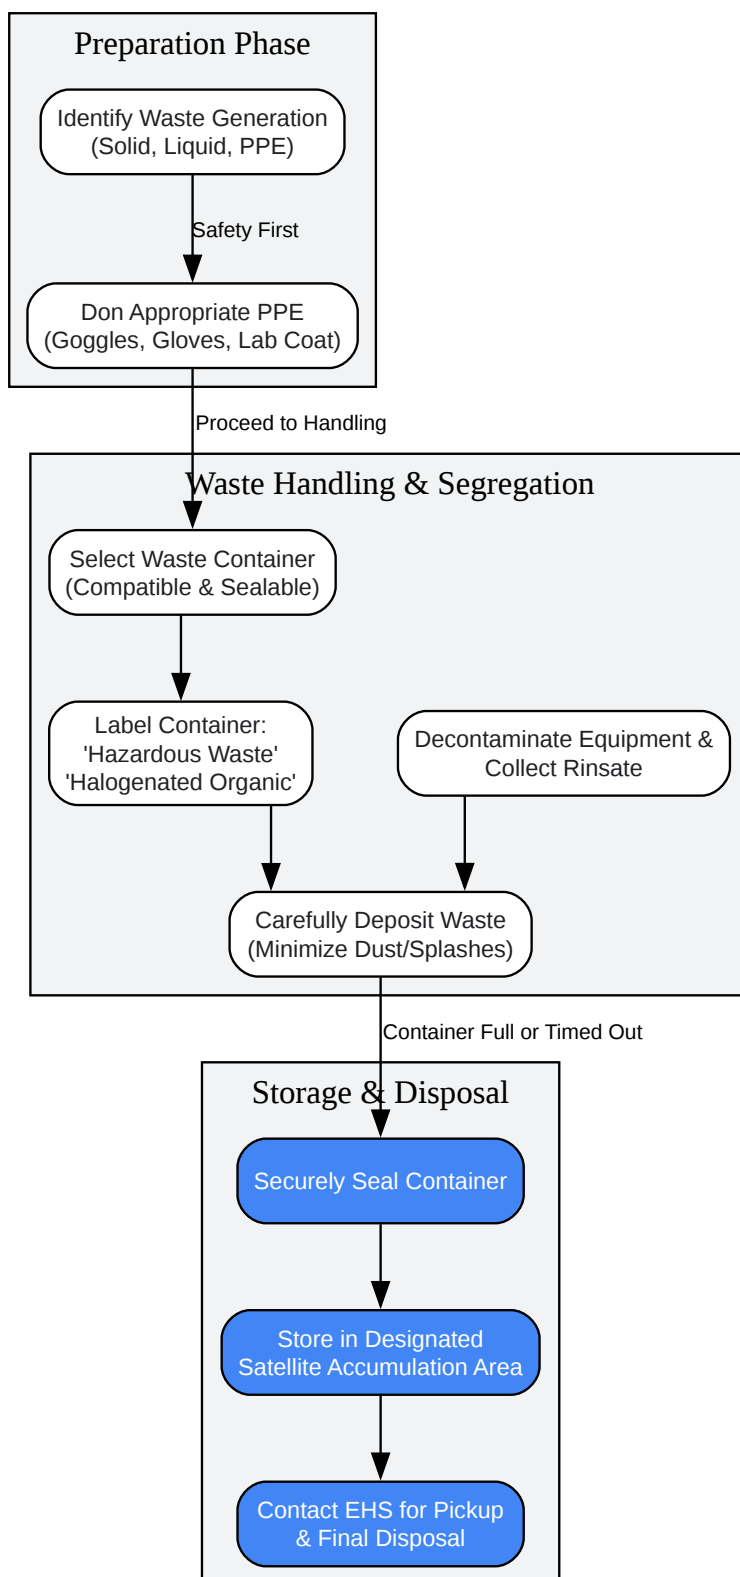 Preparation Phase
Identify Waste Generation
(Solid, Liquid, PPE)
Safety First
Don Appropriate PPE
(Goggles, Gloves, Lab Coat)
Proceed to Handling
Waste Handling & Segregation
Select Waste Container
(Compatible & Sealable)
Label Container:
'Hazardous Waste'
'Halogenated Organic'
Decontaminate Equipment &
Collect Rinsate
Carefully Deposit Waste
(Minimize Dust/Splashes)
Container Full or Timed Out
Storage & Disposal
Securely Seal Container
Store in Designated
Satellite Accumulation Area
Contact EHS for Pickup
& Final Disposal